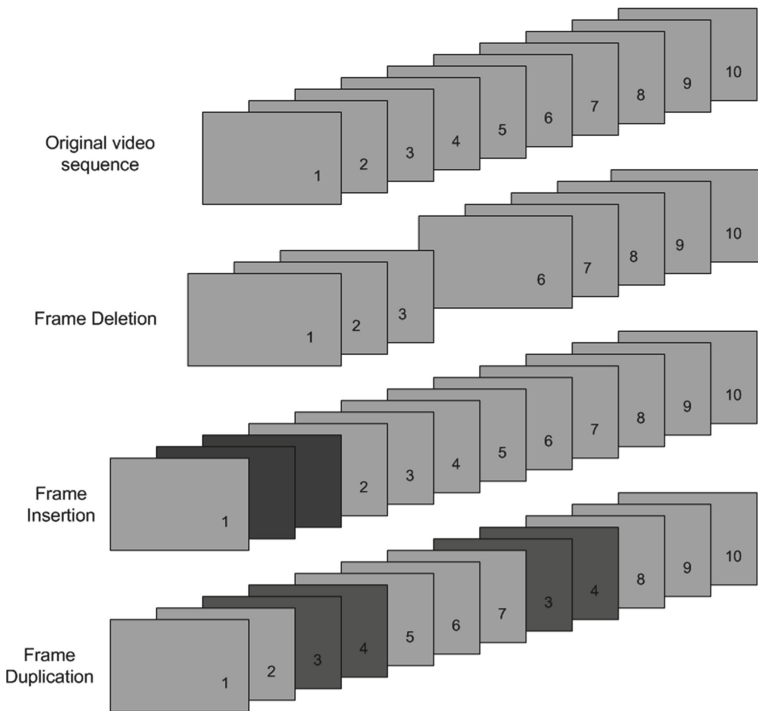 Original video
sequence
1 2 3 4 5 6 7 8 9 10
Frame Deletion
1 2 3 6 7 8 9 10
Frame
Insertion
1 2 3 4 5 6 7 8 9 10
Frame
Duplication
1 2 3 4 5 6 7 3 4 8 9 10